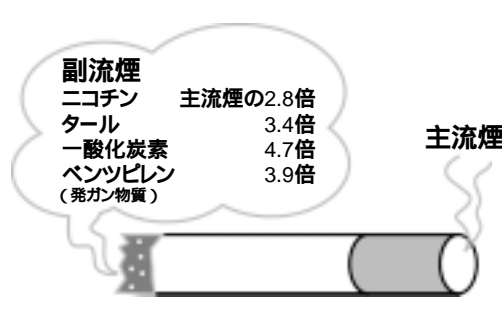 副流煙
ニコチン 主流煙の2.8倍
タール 3.4倍
一酸化炭素 4.7倍
ベンツピレン 3.9倍
(発ガン物質)
主流煙